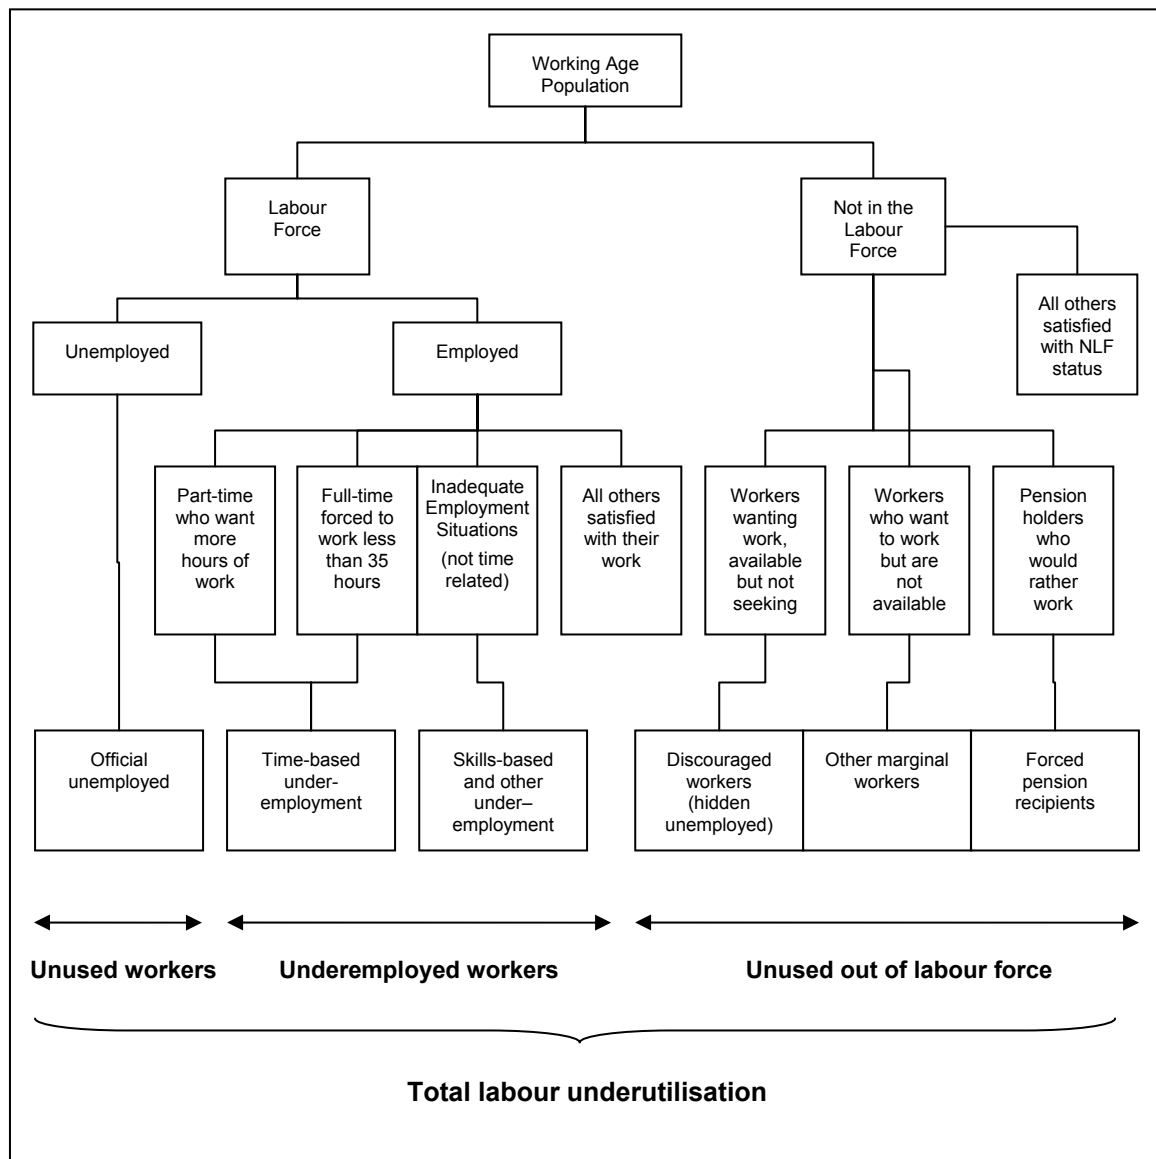 Working Age
Population
Labour
Force
Not in the
Labour
Force
All others
satisfied
with NLF
status
Unemployed
Employed
Part-time
who want
more
hours of
work
Full-time
forced to
work less
than 35
hours
Inadequate
Employment
Situations
(not time
related)
All others
satisfied
with their
work
Workers
wanting
work,
available
but not
seeking
Workers
who want
to work
but are
not
available
Pension
holders
who
would
rather
work
Official
unemployed
Time-based
under-
employment
Skills-based
and other
under–
employment
Discouraged
workers
(hidden
unemployed)
Other marginal
workers
Forced
pension
recipients
Unused workers
Underemployed workers
Unused out of labour force
Total labour underutilisation